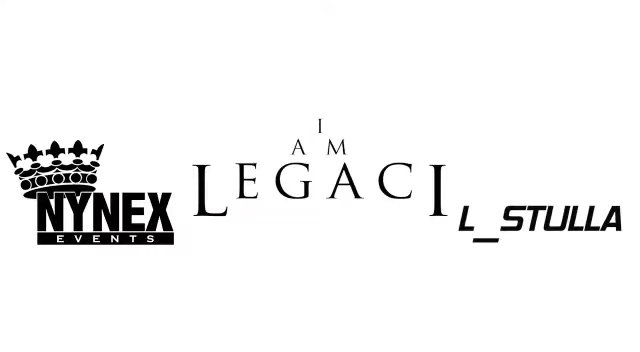 NYNEX
EVENTS
I
AM
LEGACI
L_STULLA